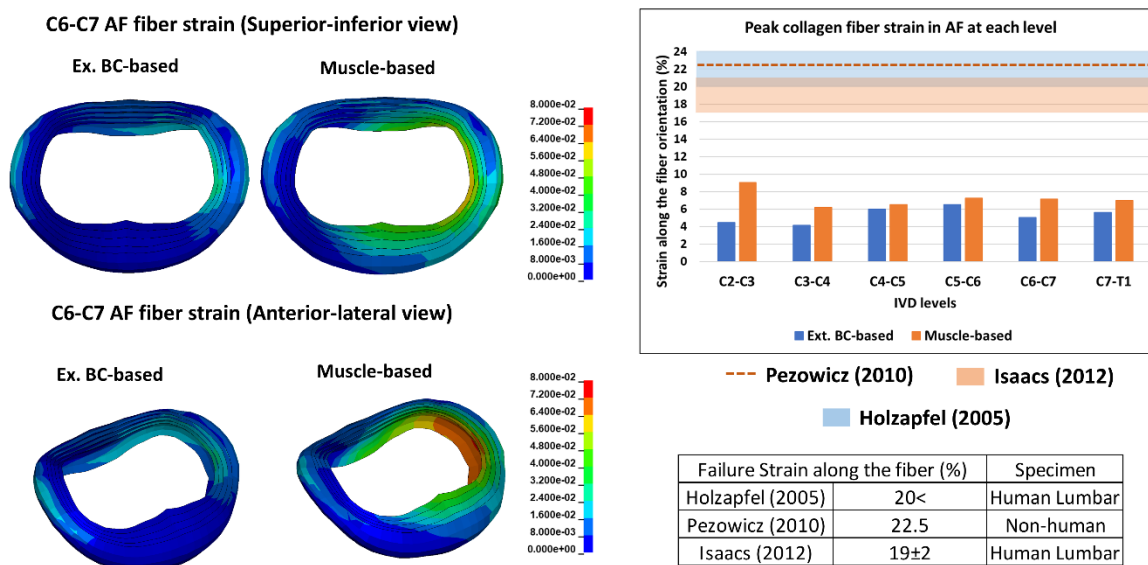 C6-C7 AF fiber strain (Superior-inferior view)
Ex. BC-based
Muscle-based
8.000e-02
7.200e-02
6.400e-02
5.600e-02
4.800e-02
4.000e-02
3.200e-02
2.400e-02
1.600e-02
8.000e-03
0.000e+00
C6-C7 AF fiber strain (Anterior-lateral view)
Ex. BC-based
Muscle-based
8.000e-02
7.200e-02
6.400e-02
5.600e-02
4.800e-02
4.000e-02
3.200e-02
2.400e-02
1.600e-02
8.000e-03
0.000e+00
Peak collagen fiber strain in AF at each level
Strain along the fiber orientation (%)
24
22
20
18
16
14
12
10
8
6
4
2
0
C2-C3 C3-C4 C4-C5 C5-C6 C6-C7 C7-T1
IVD levels
Ext. BC-based Muscle-based
Pezowicz (2010) Isaacs (2012)
Holzapfel (2005)
Failure Strain along the fiber (%) Specimen
Holzapfel (2005) 20< Human Lumbar
Pezowicz (2010) 22.5 Non-human
Isaacs (2012) 19±2 Human Lumbar